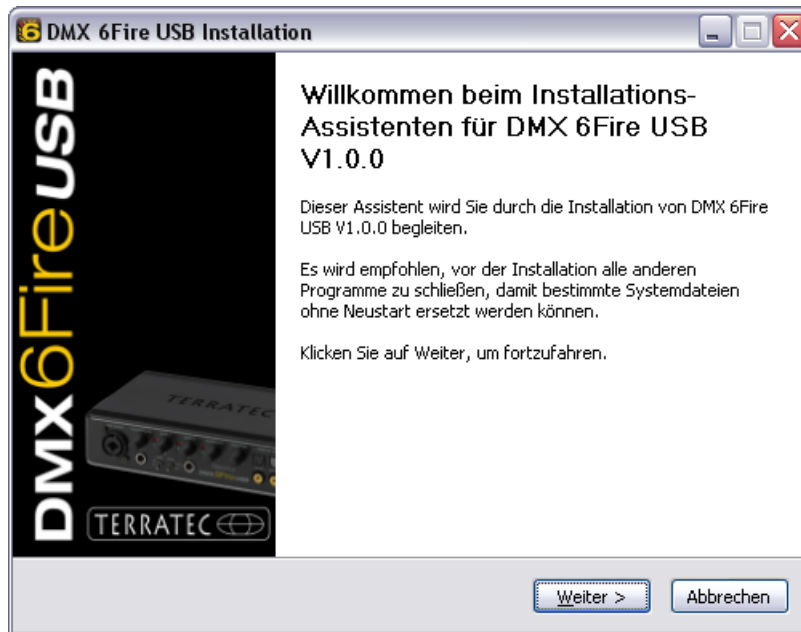 DMX 6Fire USB Installation
DMX6FireUSB
TERRATEC
TERRATEC
Willkommen beim Installations-
Assistenten für DMX 6Fire USB
V1.0.0
Dieser Assistent wird Sie durch die Installation von DMX 6Fire
USB V1.0.0 begleiten.
Es wird empfohlen, vor der Installation alle anderen
Programme zu schließen, damit bestimmte Systemdateien
ohne Neustart ersetzt werden können.
Klicken Sie auf Weiter, um fortzufahren.
Weiter >
Abbrechen